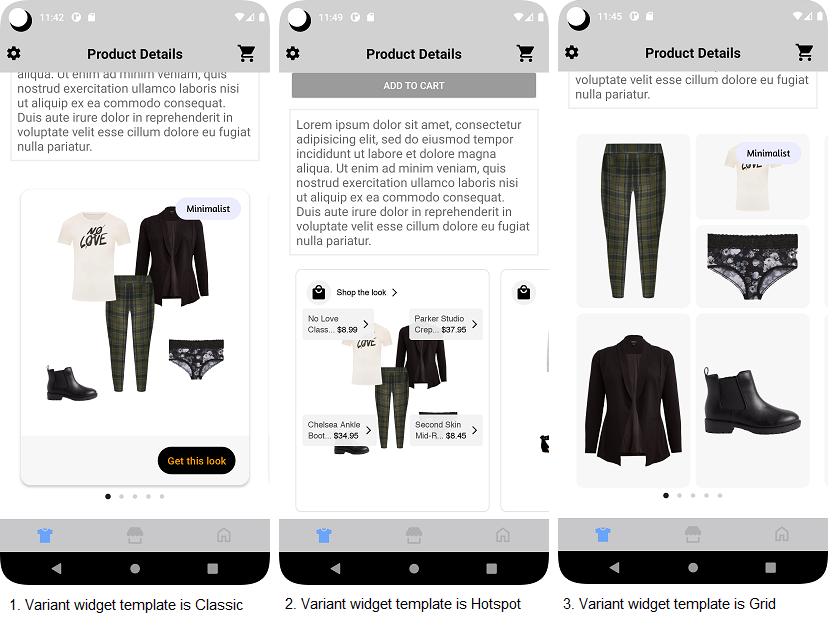 11:42
Product Details
aliqua. Ut enim ad minim veniam, quis
nostrud exercitation ullamco laboris nisi
ut aliquip ex ea commodo consequat.
Duis aute irure dolor in reprehenderit in
voluptate velit esse cillum dolore eu fugiat
nulla pariatur.
Minimalist
NO
LOVE
Get this look
1. Variant widget template is Classic
11:49
Product Details
ADD TO CART
Lorem ipsum dolor sit amet, consectetur
adipisicing elit, sed do eiusmod tempor
incididunt ut labore et dolore magna
aliqua. Ut enim ad minim veniam, quis
nostrud exercitation ullamco laboris nisi
ut aliquip ex ea commodo consequat.
Duis aute irure dolor in reprehenderit in
voluptate velit esse cillum dolore eu fugiat
nulla pariatur.
Shop the look
No Love
Class... $8.99
Parker Studio
Crep... $37.95
LOVE
Chelsea Ankle
Boot... $34.95
Second Skin
Mid-R... $8.45
2. Variant widget template is Hotspot
11:45
Product Details
voluptate velit esse cillum dolore eu fugiat
nulla pariatur.
Minimalist
LOVE
3. Variant widget template is Grid